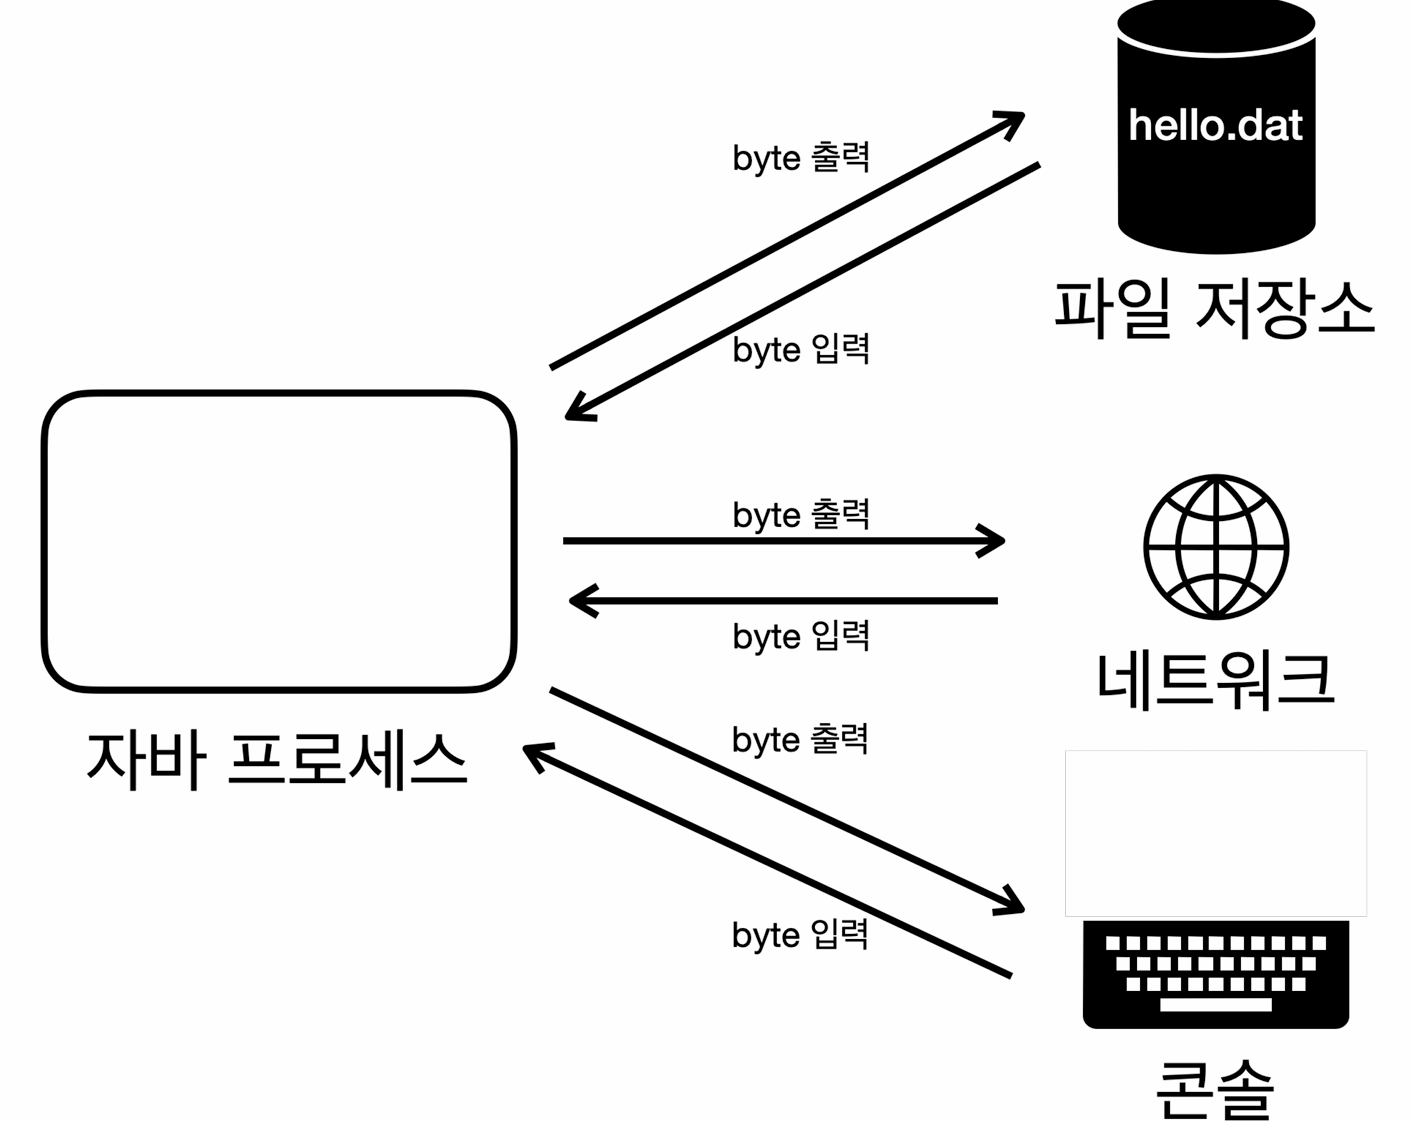 hello.dat
byte 출력
파일 저장소
byte 입력
byte 출력
byte 입력
네트워크
자바 프로세스
byte 출력
byte 입력
콘솔